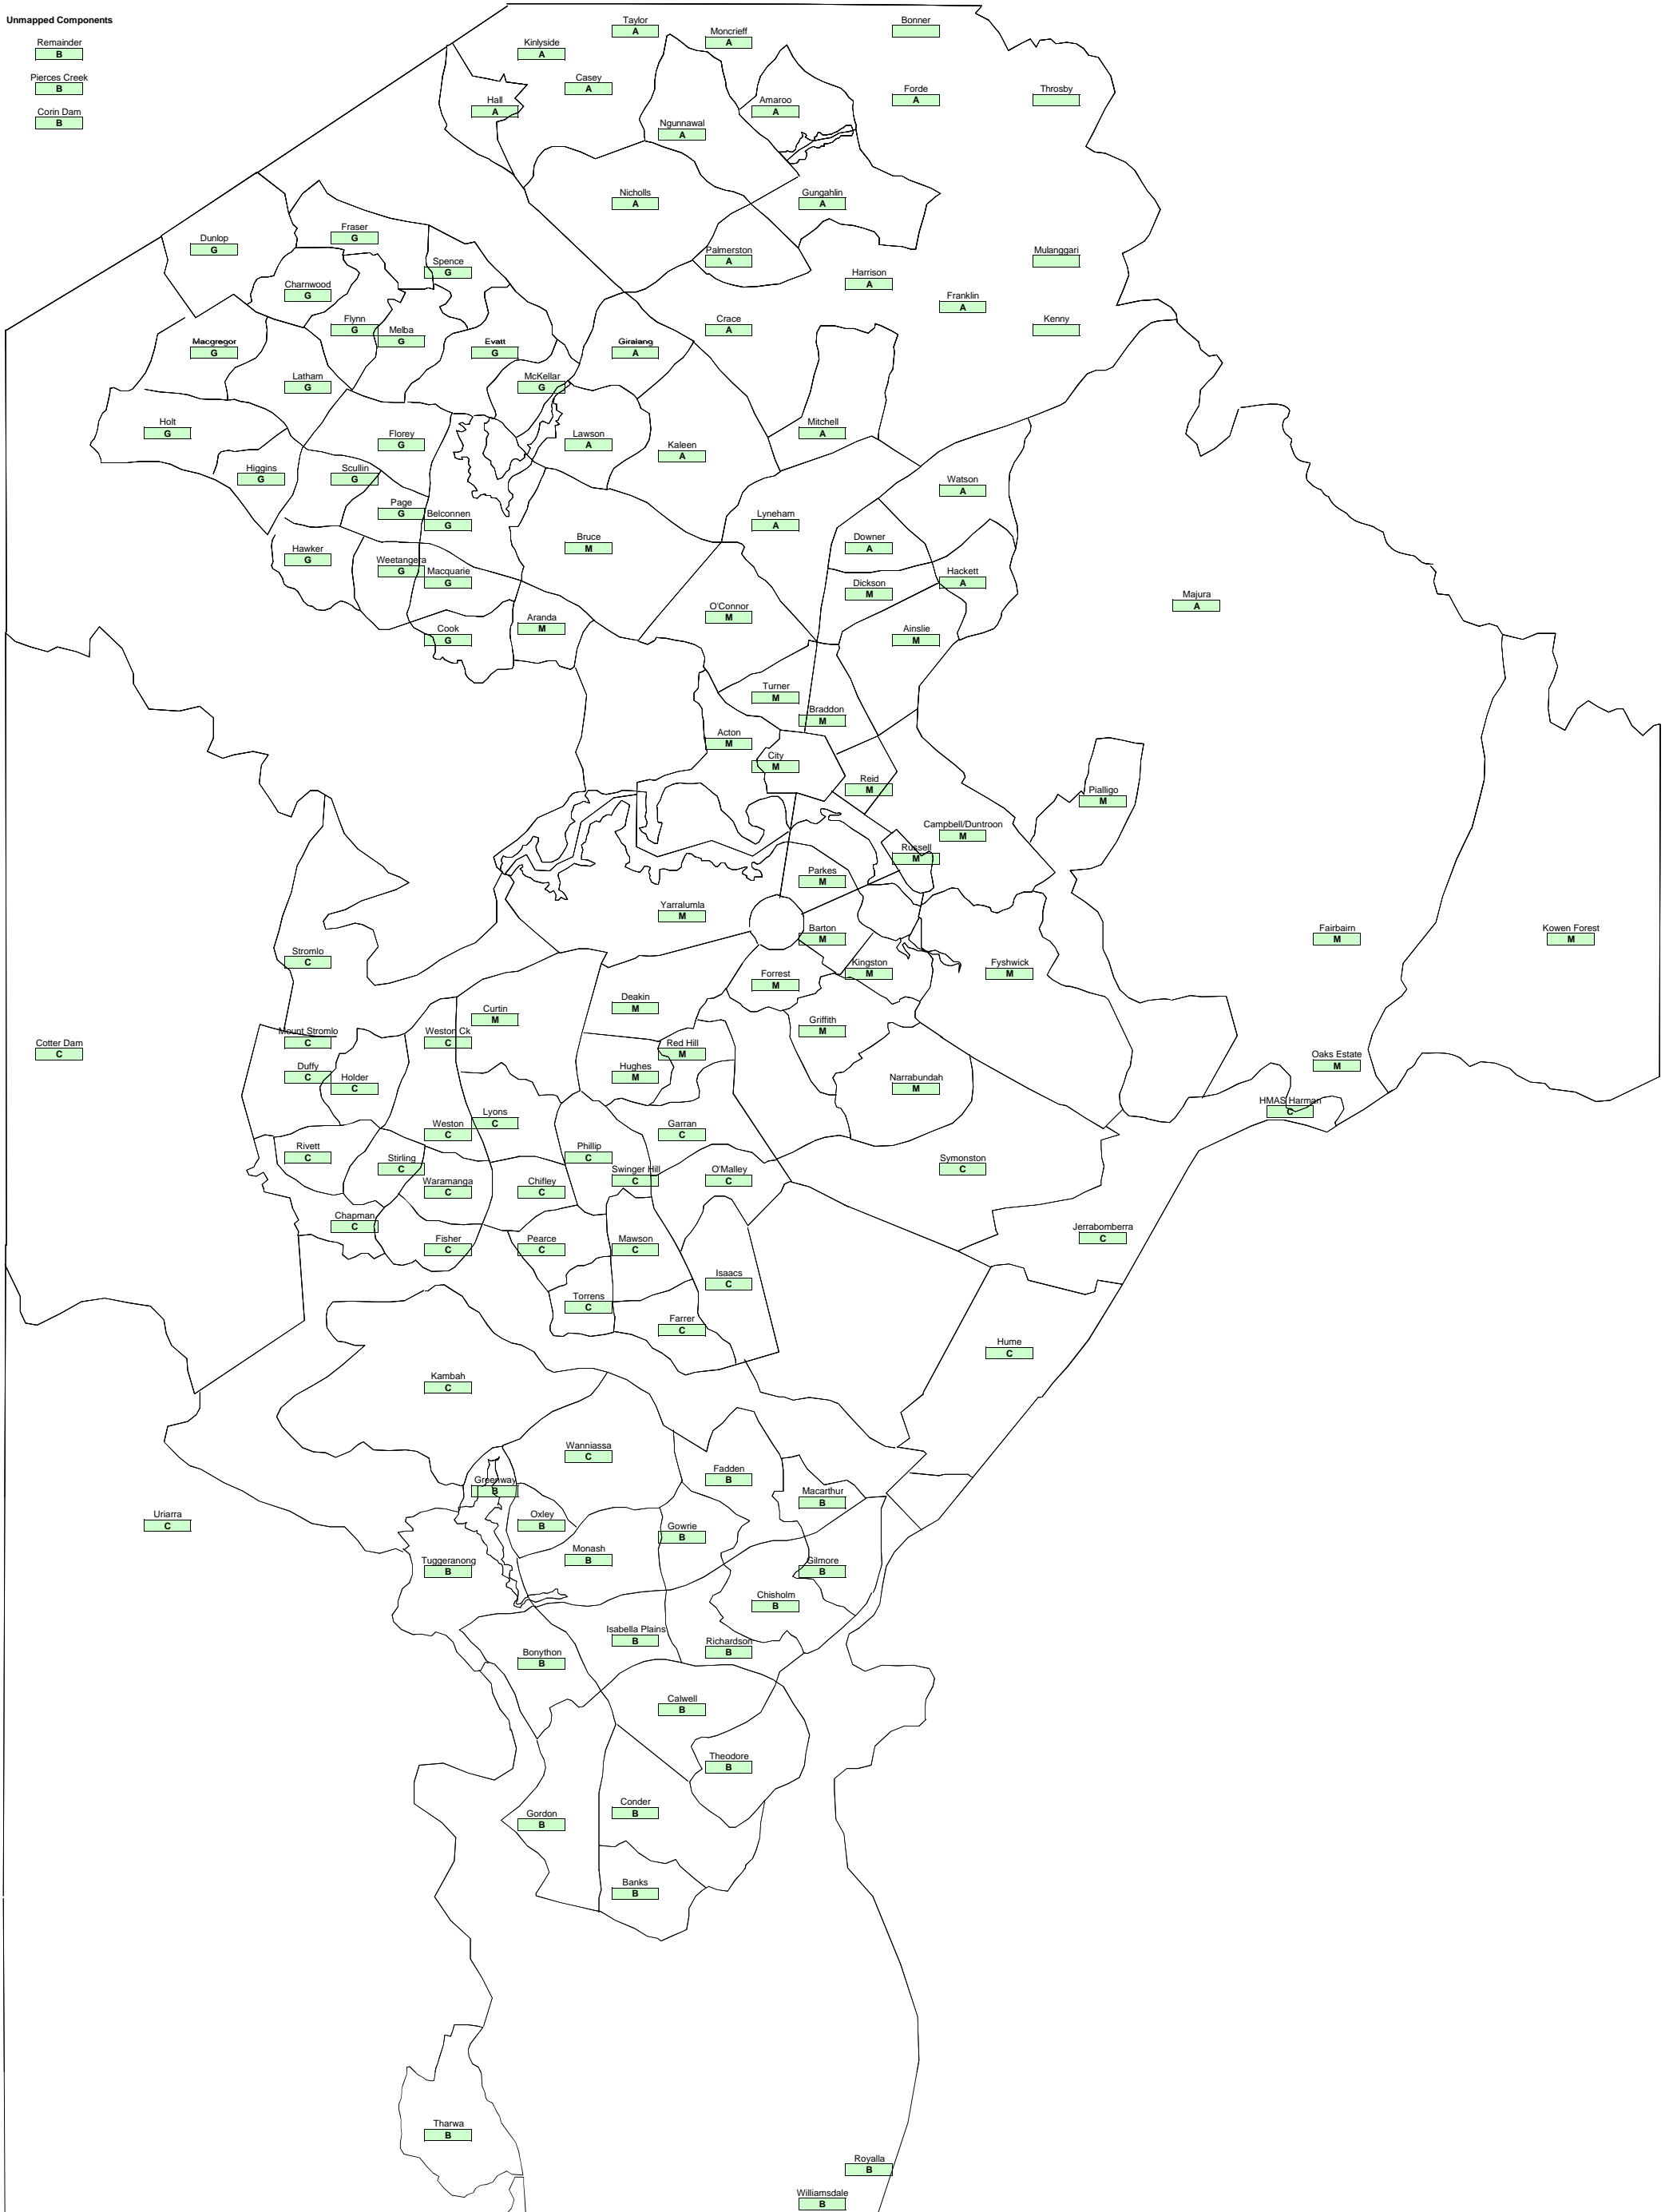 Unmapped Components
Remainder
B
Pierces Creek
B
Corin Dam
B
Taylor
A
Bonner
Moncrieff
A
Kinlyside
A
Casey
A
Forde
A
Throsby
Hall
A
Amaroo
A
Ngunnawal
A
Nicholls
A
Gungahlin
A
Fraser
G
Dunlop
G
Palmerston
A
Mulanggari
Spence
G
Harrison
A
Charnwood
G
Franklin
A
Flynn
G
Crace
A
Kenny
Melba
G
Macgregor
G
Evatt
G
Giralang
A
Latham
G
McKellar
G
Holt
G
Mitchell
A
Florey
G
Lawson
A
Kaleen
A
Higgins
G
Scullin
G
Watson
A
Page
G
Belconnen
G
Lyneham
A
Bruce
M
Downer
A
Hawker
G
Weetangera
G
Macquarie
G
Dickson
M
Hackett
A
Majura
A
O'Connor
M
Aranda
M
Cook
G
Ainslie
M
Turner
M
Braddon
M
Acton
M
City
M
Reid
M
Pialligo
M
Campbell/Duntroon
M
Russell
M
Parkes
M
Yarralumla
M
Barton
M
Fairbairn
M
Kowen Forest
M
Stromlo
C
Kingston
M
Fyshwick
M
Forrest
M
Deakin
M
Curtin
M
Griffith
M
Mount Stromlo
C
Weston Ck
C
Cotter Dam
C
Red Hill
M
Oaks Estate
M
Duffy
C
Hughes
M
Holder
C
Narrabundah
M
HMAS Harman
C
Lyons
C
Weston
C
Garran
C
Rivett
C
Phillip
C
Stirling
C
Symonston
C
Swinger Hill
C
O'Malley
C
Waramanga
C
Chifley
C
Chapman
C
Jerrabomberra
C
Fisher
C
Pearce
C
Mawson
C
Isaacs
C
Torrens
C
Farrer
C
Hume
C
Kambah
C
Wanniassa
C
Fadden
B
Greenway
B
Macarthur
B
Uriarra
C
Oxley
B
Gowrie
B
Monash
B
Tuggeranong
B
Gilmore
B
Chisholm
B
Isabella Plains
B
Richardson
B
Bonython
B
Calwell
B
Theodore
B
Conder
B
Gordon
B
Banks
B
Tharwa
B
Royalla
B
Williamsdale
B